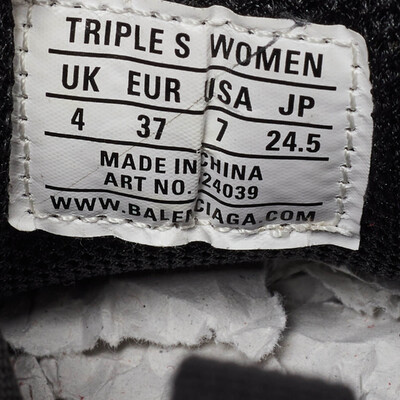 TRIPLE S WOMEN
UK EUR USA JP
4 37 7 24.5
MADE IN CHINA
ART NO. 24039
WWW.BALENCIAGA.COM